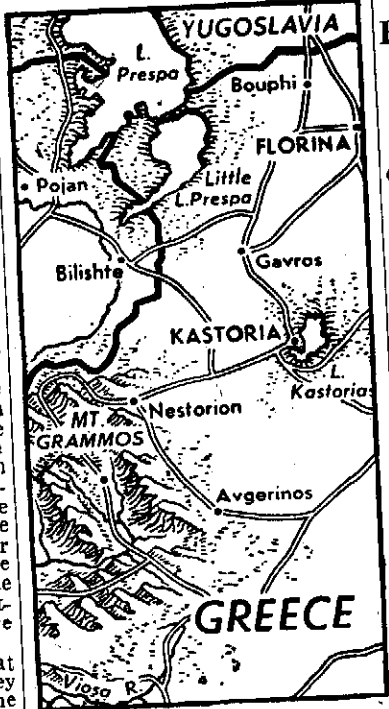 YUGOSLAVIA
L.
Prespa
Bouphi
FLORINA
Pojan
Little
L.Prespa
Bilishte
Gavros
KASTORIA
L.
Kastorias
Nestorion
MT.
GRAMMOS
Avgerinos
GREECE
Viosa R.